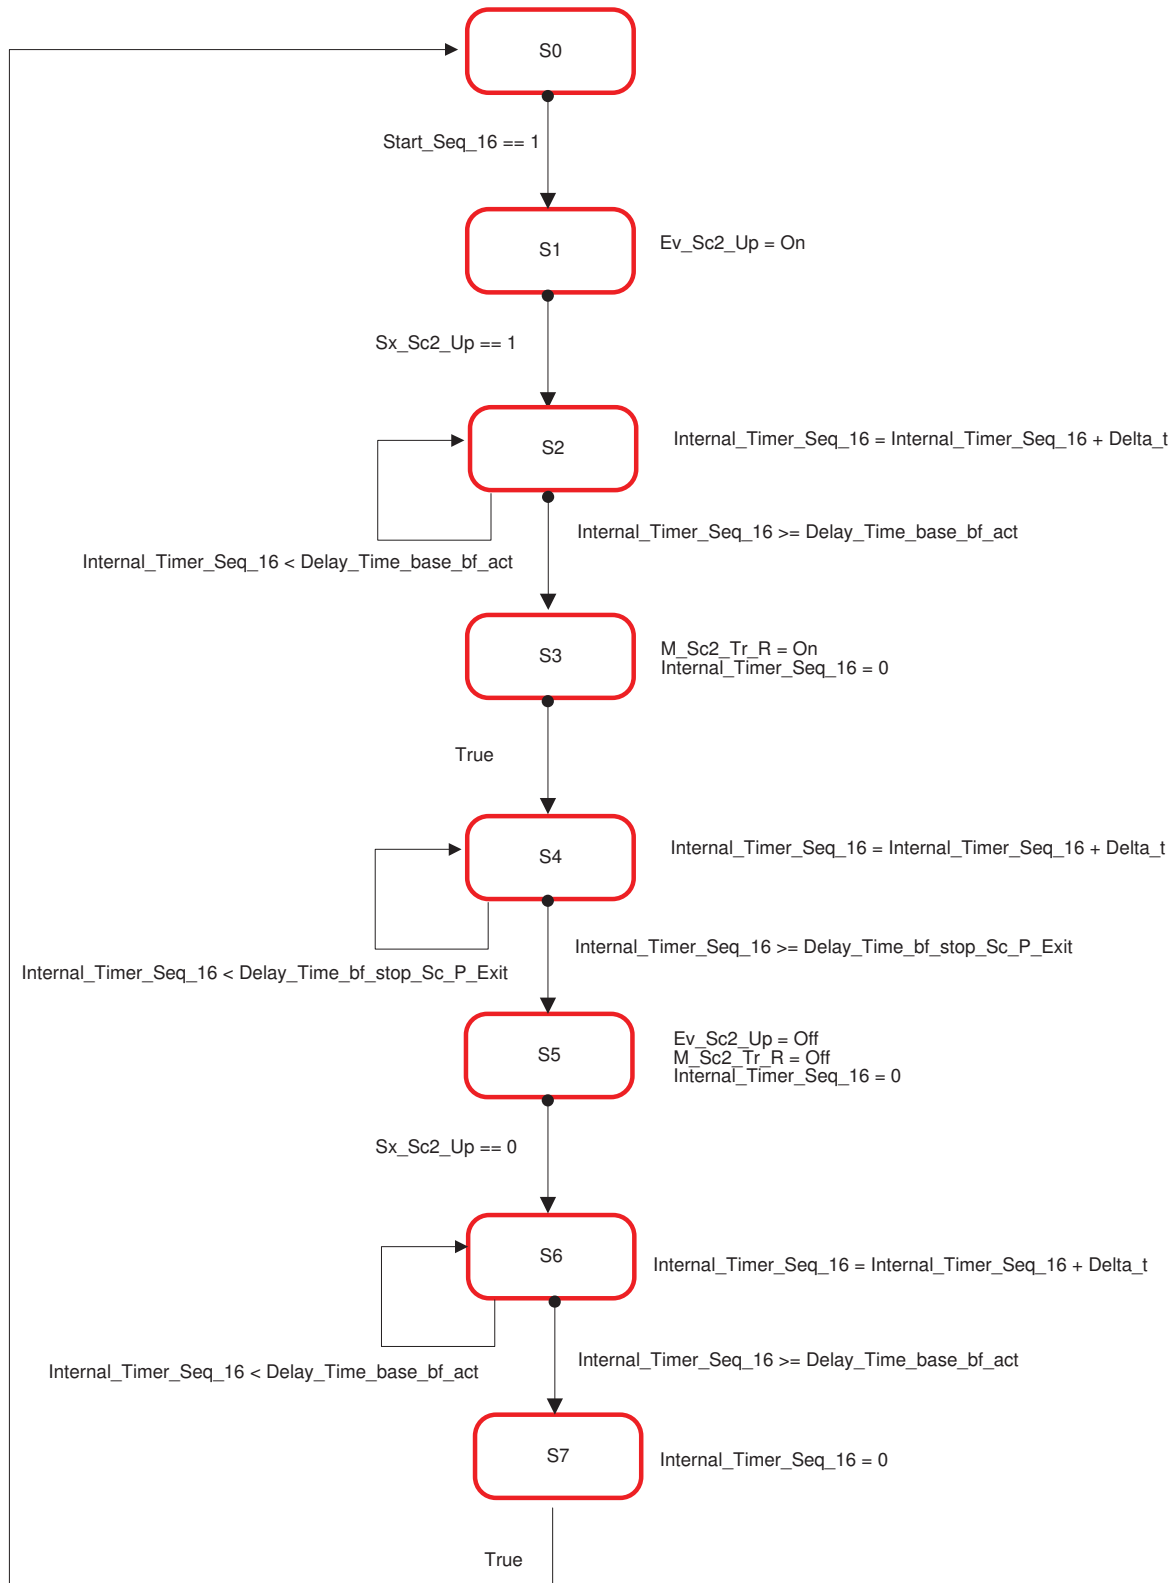 S0
Start_Seq_16 == 1
S1
Ev_Sc2_Up = On
Sx_Sc2_Up == 1
Internal_Timer_Seq_16 = Internal_Timer_Seq_16 + Delta_t
S2
Internal_Timer_Seq_16 >= Delay_Time_base_bf_act
Internal_Timer_Seq_16 < Delay_Time_base_bf_act
S3
M_Sc2_Tr_R = On
Internal_Timer_Seq_16 = 0
True
S4
Internal_Timer_Seq_16 = Internal_Timer_Seq_16 + Delta_t
Internal_Timer_Seq_16 >= Delay_Time_bf_stop_Sc_P_Exit
Internal_Timer_Seq_16 < Delay_Time_bf_stop_Sc_P_Exit
S5
Ev_Sc2_Up = Off
M_Sc2_Tr_R = Off
Internal_Timer_Seq_16 = 0
Sx_Sc2_Up == 0
S6
Internal_Timer_Seq_16 = Internal_Timer_Seq_16 + Delta_t
Internal_Timer_Seq_16 >= Delay_Time_base_bf_act
Internal_Timer_Seq_16 < Delay_Time_base_bf_act
S7
Internal_Timer_Seq_16 = 0
True